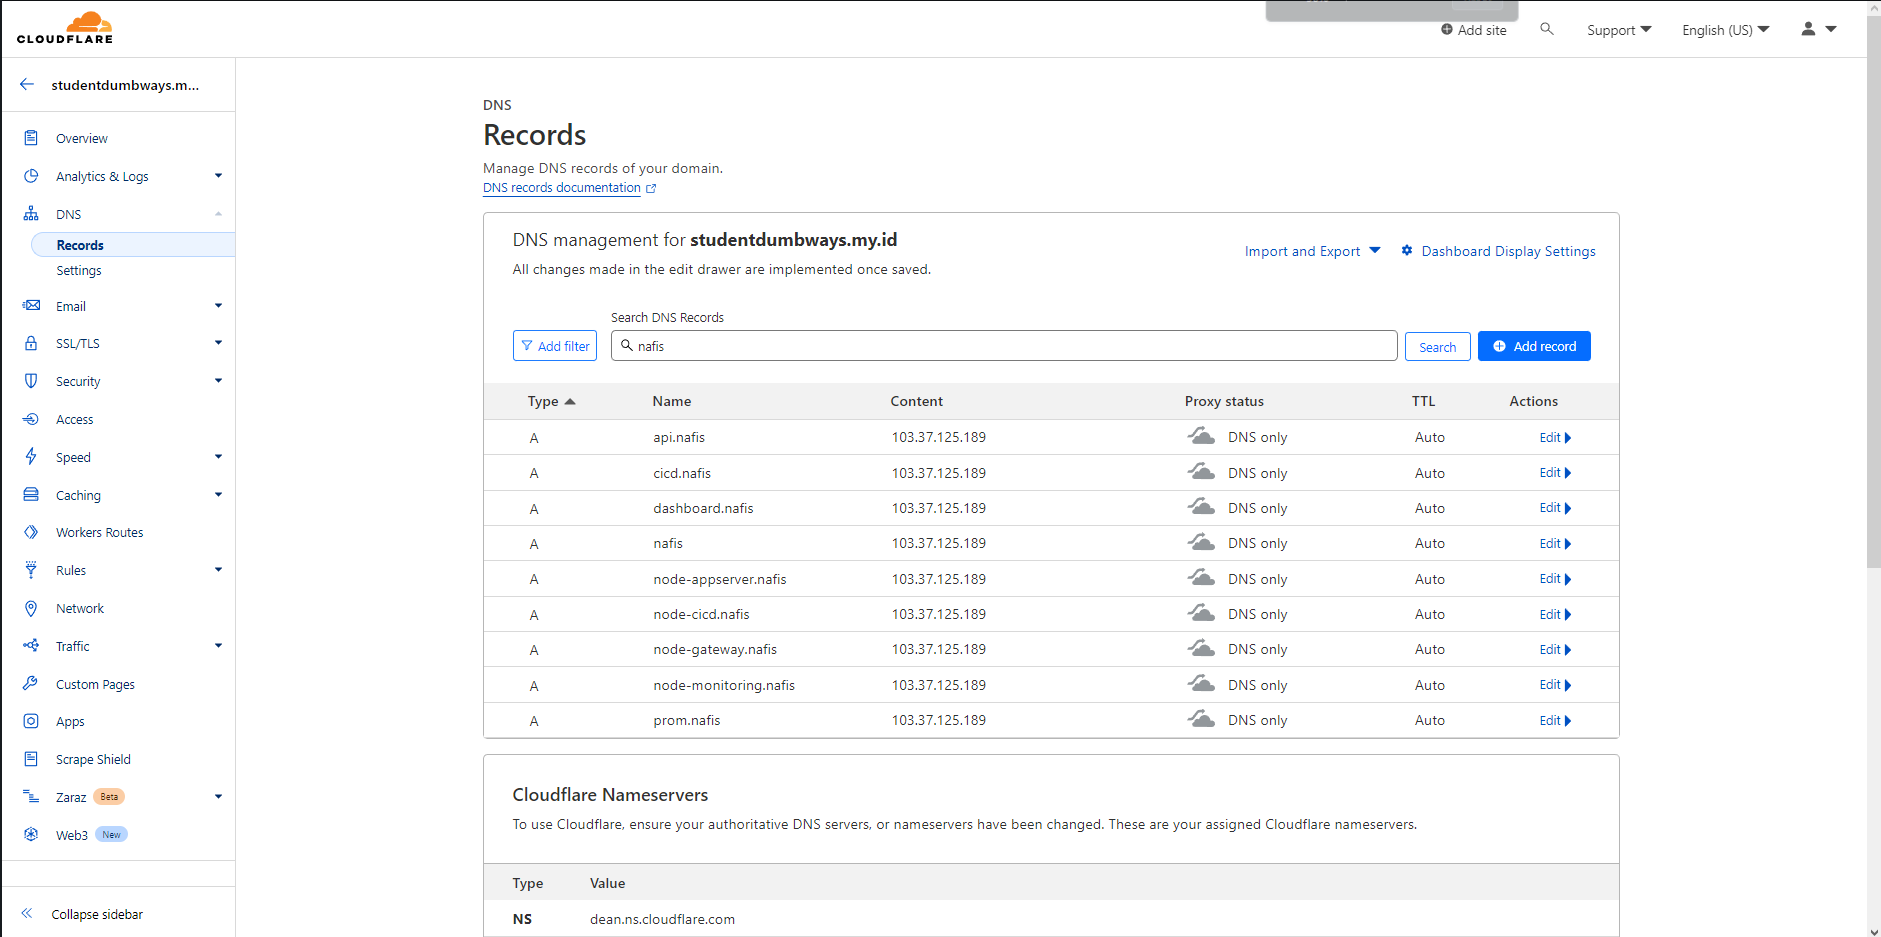 CLOUDFLARE
Add site
Support
English (US)
studentdumbways.m...
Overview
Analytics & Logs
DNS
Records
Settings
Email
SSL/TLS
Security
Access
Speed
Caching
Workers Routes
Rules
Network
Traffic
Custom Pages
Apps
Scrape Shield
Zaraz Beta
Web3 New
Collapse sidebar
DNS
Records
Manage DNS records of your domain.
DNS records documentation
DNS management for studentdumbways.my.id
All changes made in the edit drawer are implemented once saved.
Import and Export Dashboard Display Settings
Search DNS Records
Add filter nafis Search Add record
Type Name Content Proxy status TTL Actions
A api.nafis 103.37.125.189 DNS only Auto Edit
A cicd.nafis 103.37.125.189 DNS only Auto Edit
A dashboard.nafis 103.37.125.189 DNS only Auto Edit
A nafis 103.37.125.189 DNS only Auto Edit
A node-appserver.nafis 103.37.125.189 DNS only Auto Edit
A node-cicd.nafis 103.37.125.189 DNS only Auto Edit
A node-gateway.nafis 103.37.125.189 DNS only Auto Edit
A node-monitoring.nafis 103.37.125.189 DNS only Auto Edit
A prom.nafis 103.37.125.189 DNS only Auto Edit
Cloudflare Nameservers
To use Cloudflare, ensure your authoritative DNS servers, or nameservers have been changed. These are your assigned Cloudflare nameservers.
Type Value
NS dean.ns.cloudflare.com